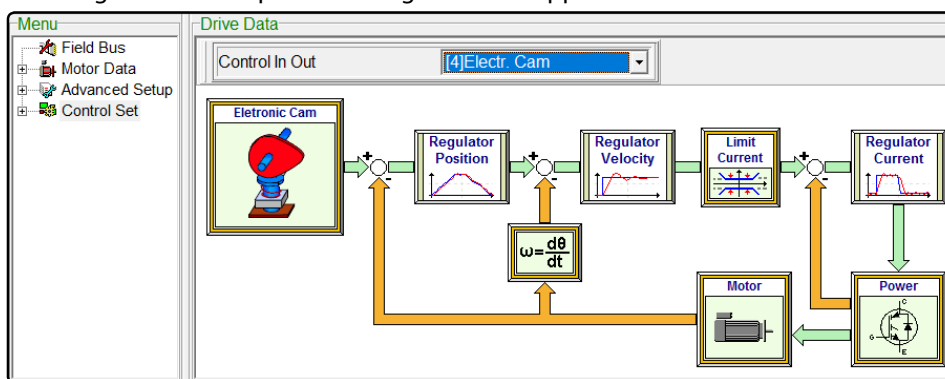 Menu
Field Bus
Motor Data
Advanced Setup
Control Set
Drive Data
Control In Out
[4]Electr. Cam
Eletronic Cam
Regulator
Position
Regulator
Velocity
Limit
Current
Regulator
Current
+
-
+
-
+
-
ω=dθ/dt
Motor
Power
C
G
E